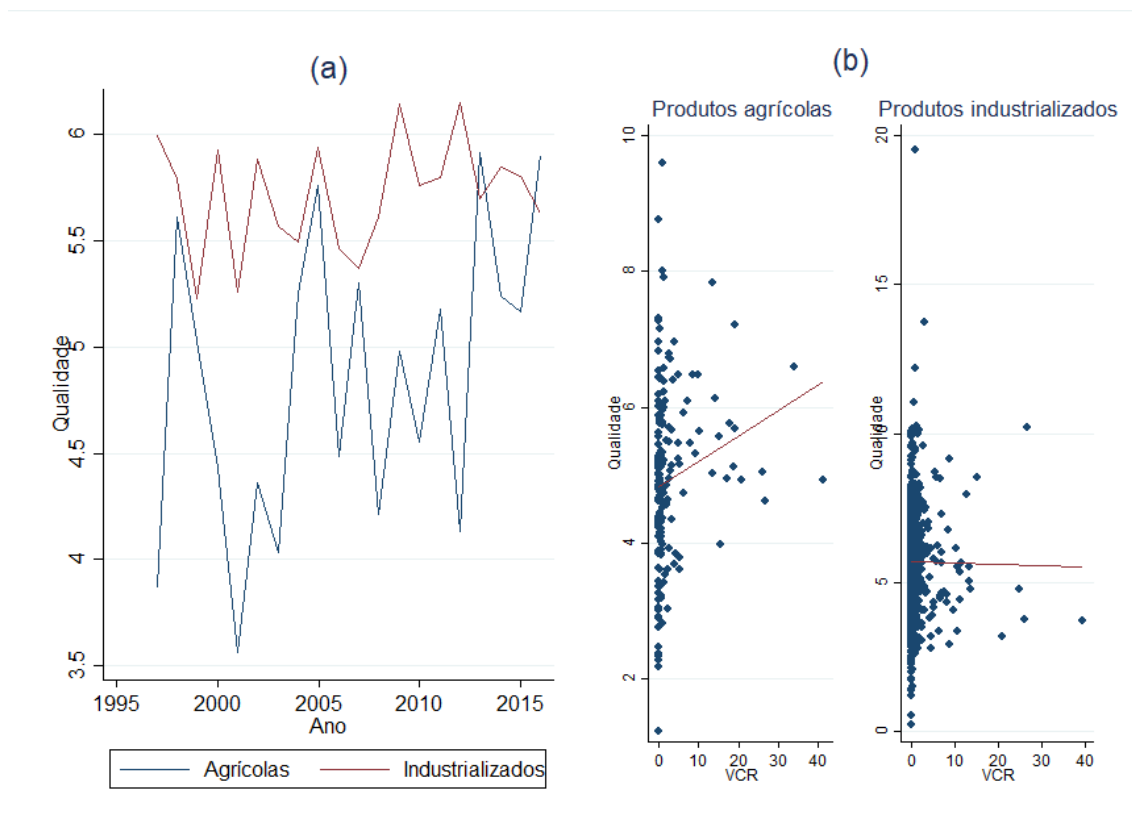 (a)
Qualidade
6
5.5
5
4.5
4
3.5
1995 2000 2005 2010 2015
Ano
Agrícolas Industrializados
(b)
Produtos agrícolas
Qualidade
10
8
6
4
2
0 10 20 30 40
VCR
Produtos industrializados
Qualidade
20
15
10
5
0
0 10 20 30 40
VCR